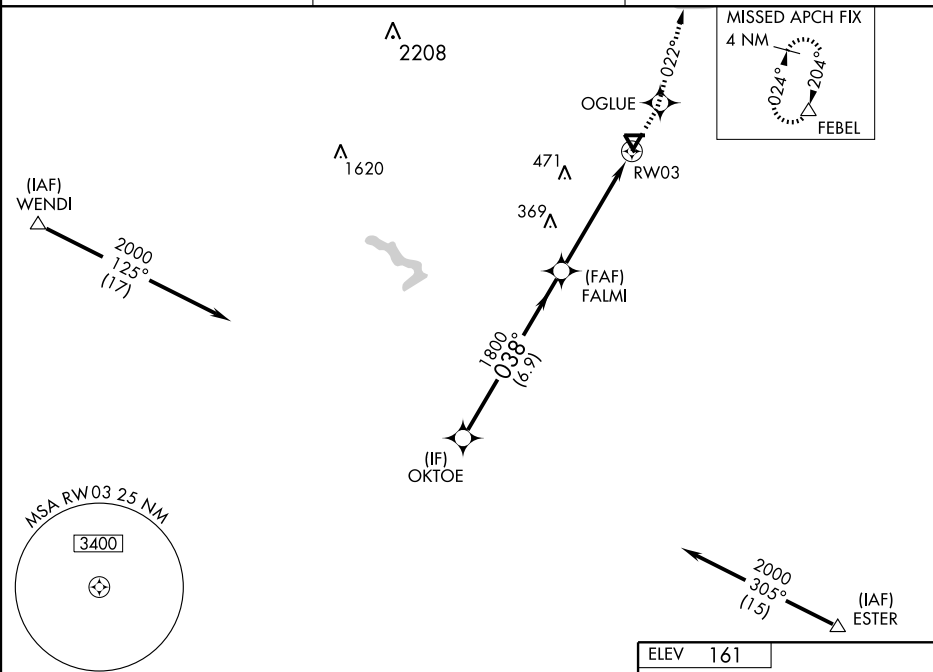 2208
022°
MISSED APCH FIX
4 NM
024°
204°
FEBEL
OGLUE
RW03
471
1620
369
(IAF)
WENDI
2000
125°
(17)
(FAF)
FALMI
1800
038°
(6.9)
(IF)
OKTOE
MSA RW03 25 NM
3400
2000
305°
(15)
(IAF)
ESTER
ELEV 161